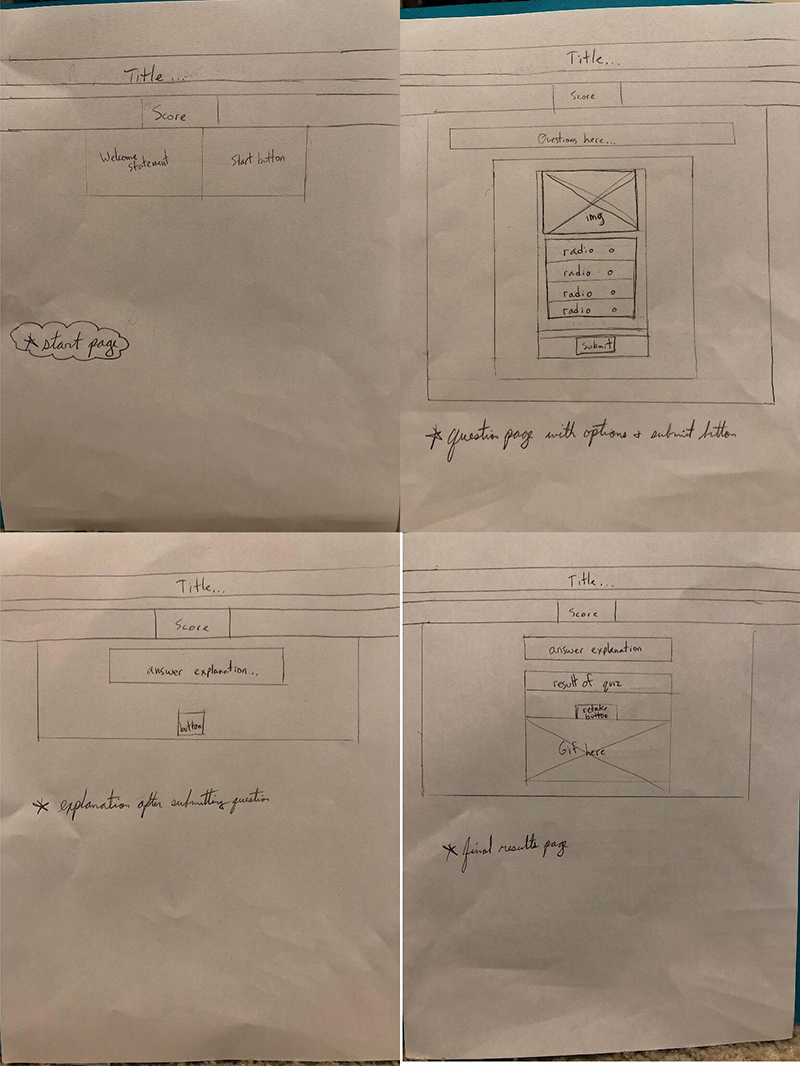 Title...
Score
Welcome
statement
Start button
* start page
Title...
Score
Questions here...
img
radio o
radio o
radio o
radio o
submit
* question page with options + submit button
Title...
Score
answer explanation...
button
* explanation after submitting question
Title...
Score
answer explanation
result of quiz
retake
button
Gif here
* final results page